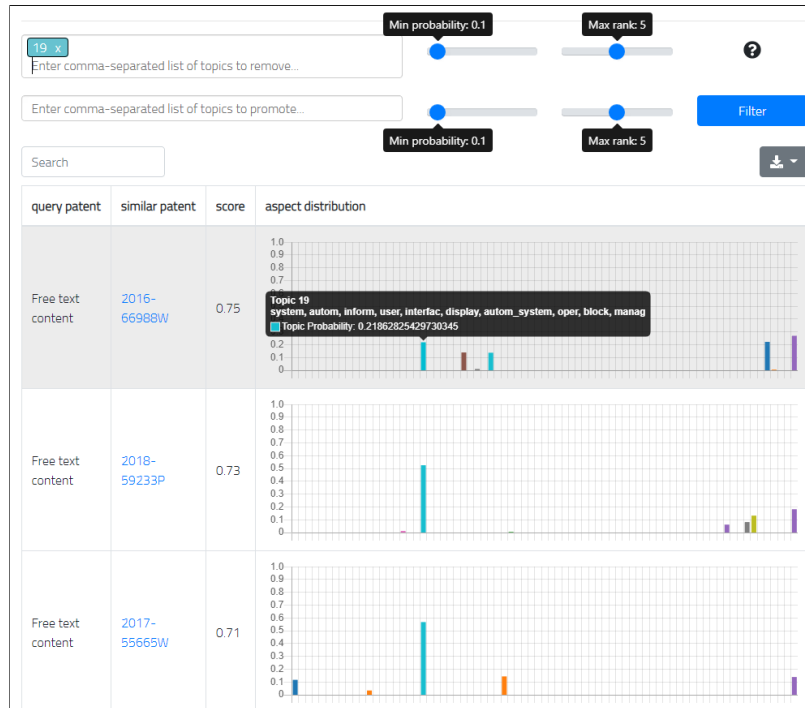 Min probability: 0.1
Max rank: 5
19 x
Enter comma-separated list of topics to remove...
?
Enter comma-separated list of topics to promote...
Filter
Min probability: 0.1
Max rank: 5
Search
query patent similar patent score aspect distribution
Free text content
2016-66988W
0.75
1.0
0.9
0.8
0.7
Topic 19
system, autom, inform, user, interfac, display, autom_system, oper, block, manag
Topic Probability: 0.21862825429730345
0.2
0.1
0
Free text content
2018-59233P
0.73
1.0
0.9
0.8
0.7
0.6
0.5
0.4
0.3
0.2
0.1
0
Free text content
2017-55665W
0.71
1.0
0.9
0.8
0.7
0.6
0.5
0.4
0.3
0.2
0.1
0